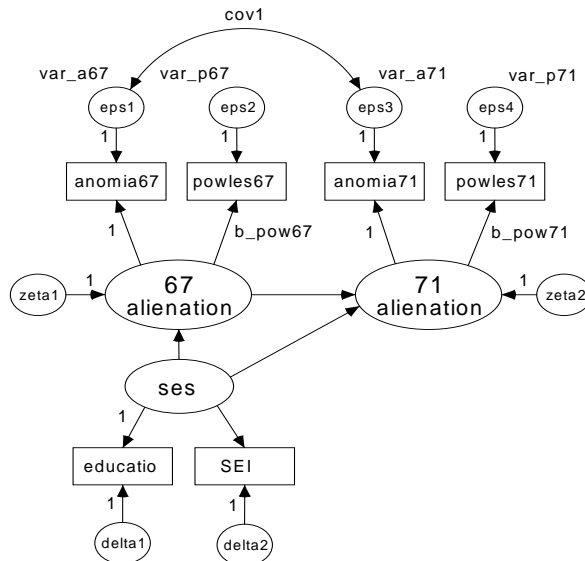 cov1
var_a67 var_p67 var_a71 var_p71
eps1 eps2 eps3 eps4
1 1 1 1
anomia67 powles67 anomia71 powles71
1 b_pow67 1 b_pow71
67
alienation
71
alienation
zeta1 1 1 zeta2
ses
1
educatio SEI
1 1
delta1 delta2